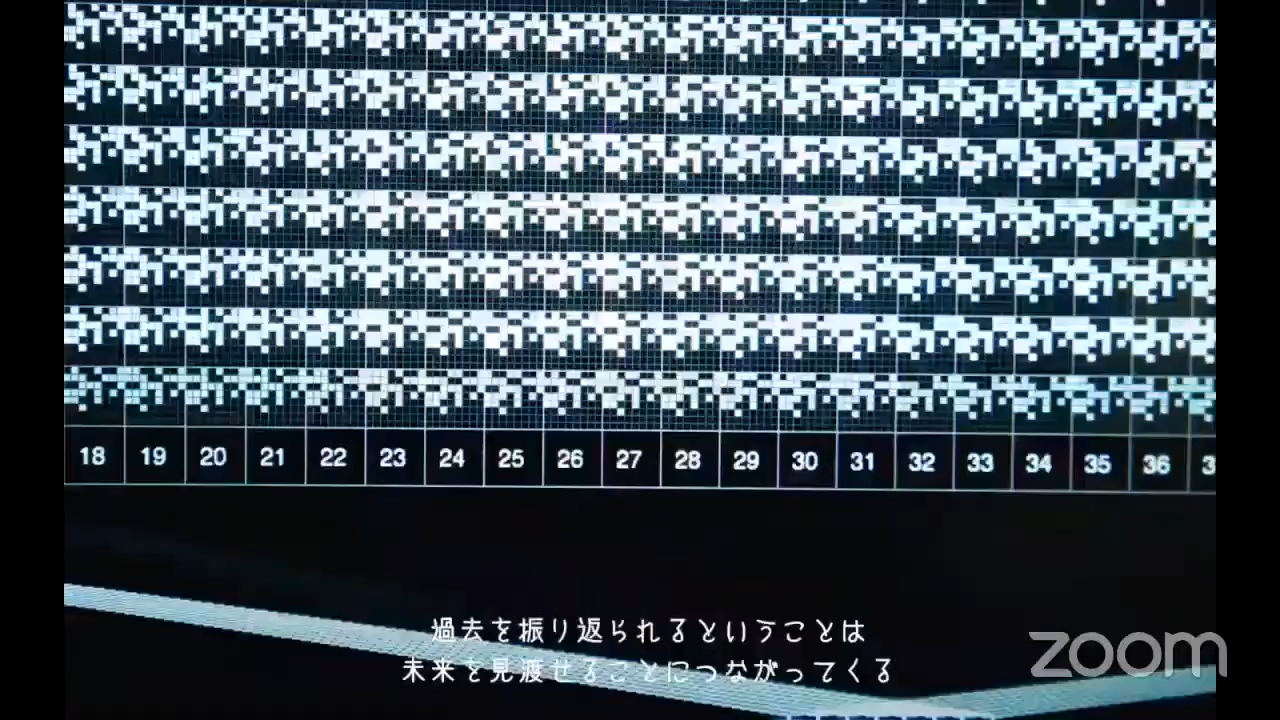 18 19 20 21 22 23 24 25 26 27 28 29 30 31 32 33 34 35 36
過去を振り返られるということは
未来を見渡せることにつながってくる
zoom